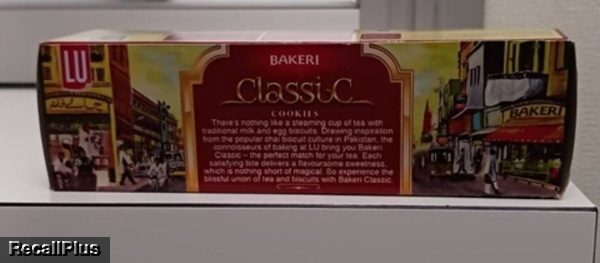 LU
BAKERI
Classic
COOKIES
There's nothing like a steaming cup of tea with
traditional milk and egg biscuits. Drawing inspiration
from the popular chai biscuit culture in Pakistan, the
connoisseurs of baking at LU bring you Bakeri
Classic – the perfect match for your tea. Each
satisfying bite delivers a flavoursome sweetness,
which is nothing short of magical. So experience the
blissful union of tea and biscuits with Bakeri Classic.
BAKERI
RecallPlus